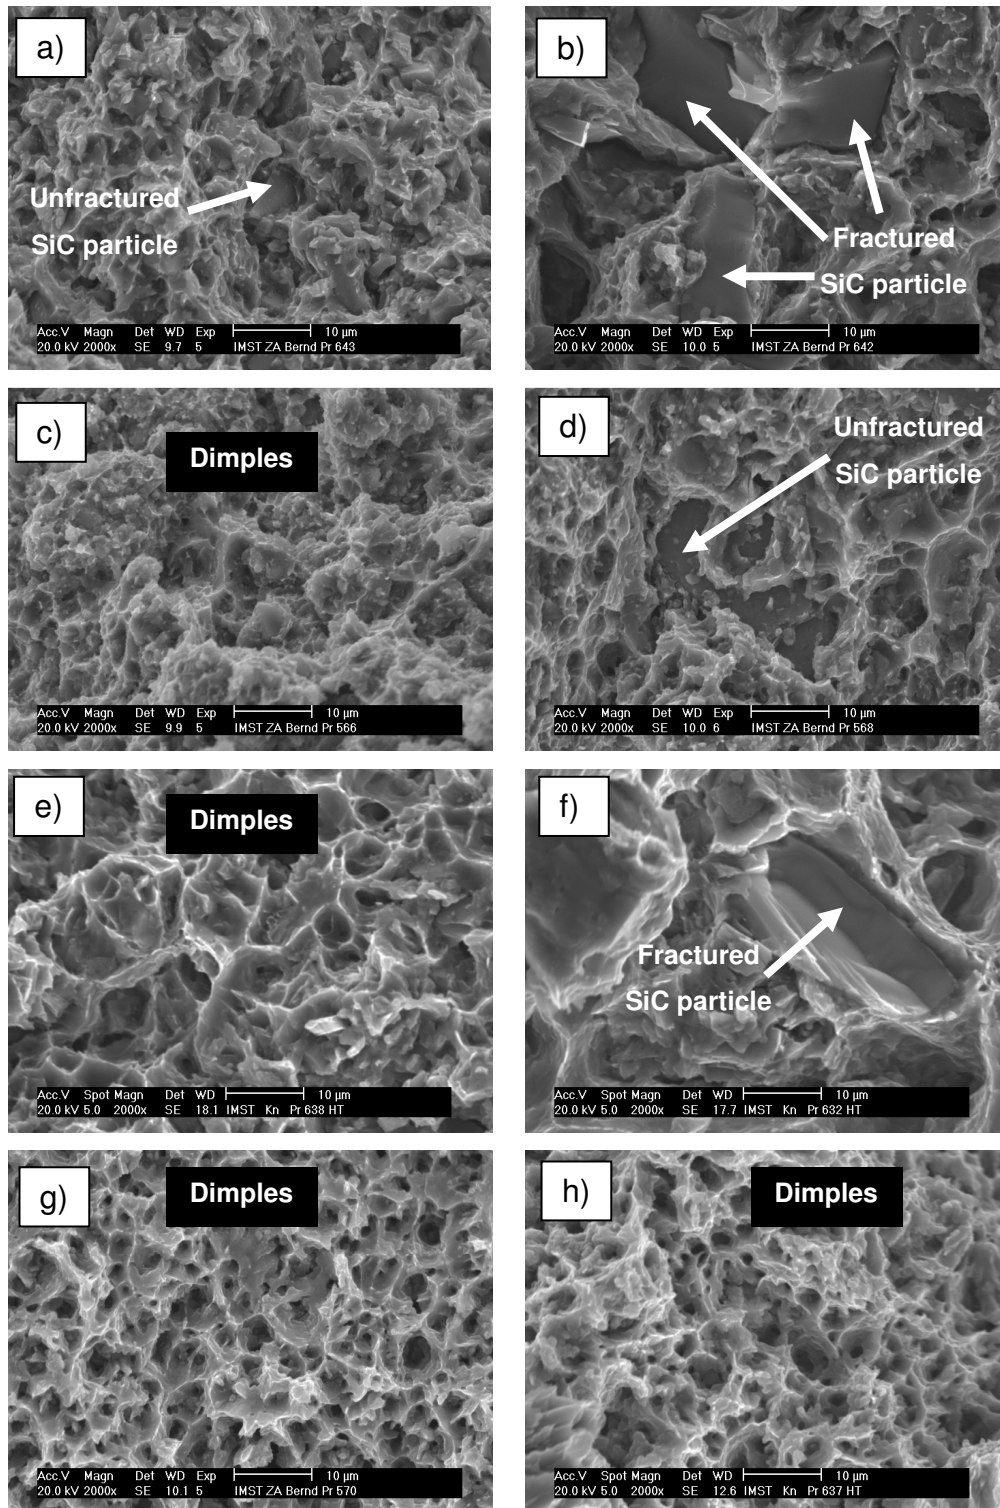 a)
Unfractured
SiC particle
Acc.V Magn Det WD Exp 10 µm
20.0 kV 2000x SE 9.7 5 IMST ZA Bernd Pr 643
b)
Fractured
SiC particle
Acc.V Magn Det WD Exp 10 µm
20.0 kV 2000x SE 10.0 5 IMST ZA Bernd Pr 642
c)
Dimples
Acc.V Magn Det WD Exp 10 µm
20.0 kV 2000x SE 9.9 5 IMST ZA Bernd Pr 566
d)
Unfractured
SiC particle
Acc.V Magn Det WD Exp 10 µm
20.0 kV 2000x SE 10.0 6 IMST ZA Bernd Pr 568
e)
Dimples
Acc.V Spot Magn Det WD 10 µm
20.0 kV 5.0 2000x SE 18.1 IMST Kn Pr 638 HT
f)
Fractured
SiC particle
Acc.V Spot Magn Det WD 10 µm
20.0 kV 5.0 2000x SE 17.7 IMST Kn Pr 632 HT
g)
Dimples
Acc.V Magn Det WD Exp 10 µm
20.0 kV 2000x SE 10.1 5 IMST ZA Bernd Pr 570
h)
Dimples
Acc.V Spot Magn Det WD 10 µm
20.0 kV 5.0 2000x SE 12.6 IMST Kn Pr 637 HT